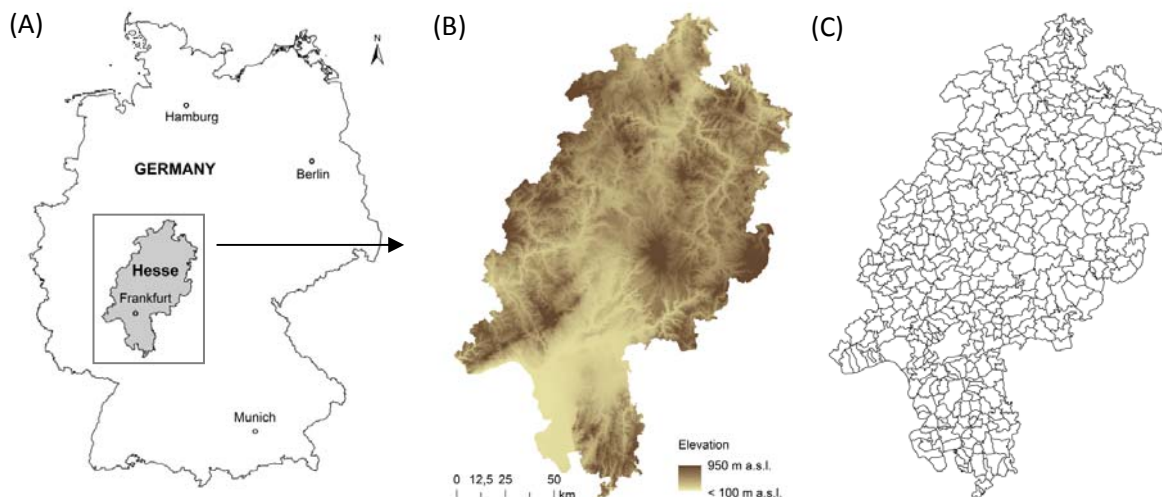 (A)
N
Hamburg
GERMANY
Berlin
Hesse
Frankfurt
Munich
(B)
Elevation
950 m a.s.l.
< 100 m a.s.l.
0 12,5 25 50
km
(C)